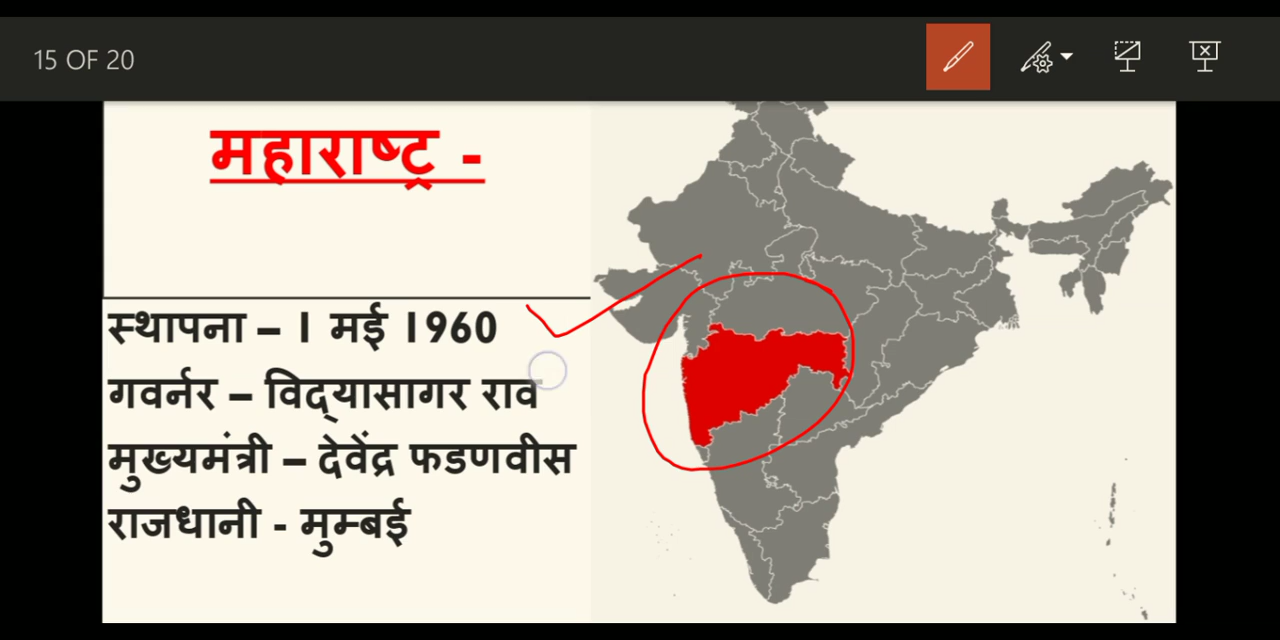 15 OF 20
महाराष्ट्र -
स्थापना – 1 मई 1960
गवर्नर – विद्यासागर राव
मुख्यमंत्री – देवेंद्र फडणवीस
राजधानी - मुम्बई